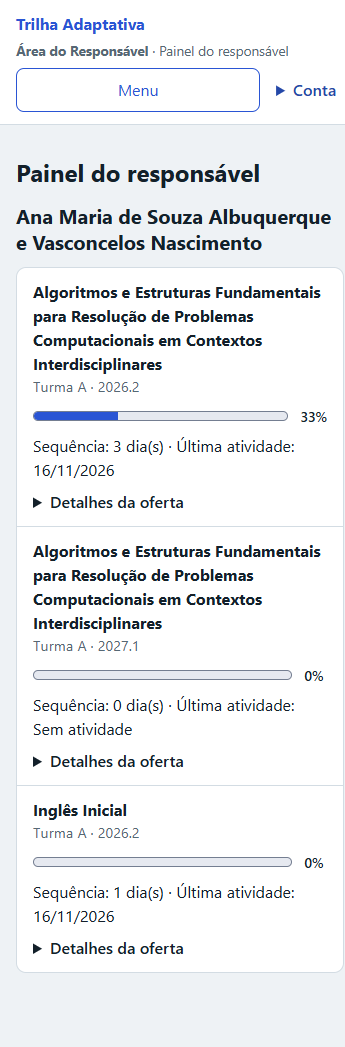 Trilha Adaptativa
Área do Responsável · Painel do responsável
Menu
▶ Conta
Painel do responsável
Ana Maria de Souza Albuquerque
e Vasconcelos Nascimento
Algoritmos e Estruturas Fundamentais
para Resolução de Problemas
Computacionais em Contextos
Interdisciplinares
Turma A · 2026.2
33%
Sequência: 3 dia(s) · Última atividade:
16/11/2026
▶ Detalhes da oferta
Algoritmos e Estruturas Fundamentais
para Resolução de Problemas
Computacionais em Contextos
Interdisciplinares
Turma A · 2027.1
0%
Sequência: 0 dia(s) · Última atividade:
Sem atividade
▶ Detalhes da oferta
Inglês Inicial
Turma A · 2026.2
0%
Sequência: 1 dia(s) · Última atividade:
16/11/2026
▶ Detalhes da oferta